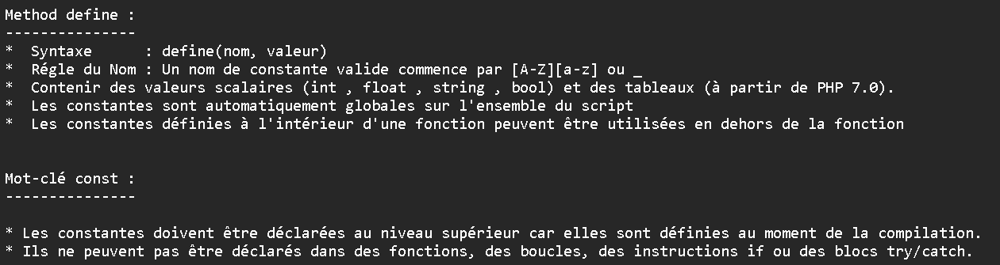 Method define :
---------------
*  Syntaxe      : define(nom, valeur)
*  Régle du Nom : Un nom de constante valide commence par [A-Z][a-z] ou _
*  Contenir des valeurs scalaires (int , float , string , bool) et des tableaux (à partir de PHP 7.0).
*  Les constantes sont automatiquement globales sur l'ensemble du script
*  Les constantes définies à l'intérieur d'une fonction peuvent être utilisées en dehors de la fonction
Mot-clé const :
---------------
* Les constantes doivent être déclarées au niveau supérieur car elles sont définies au moment de la compilation.
* Ils ne peuvent pas être déclarés dans des fonctions, des boucles, des instructions if ou des blocs try/catch.